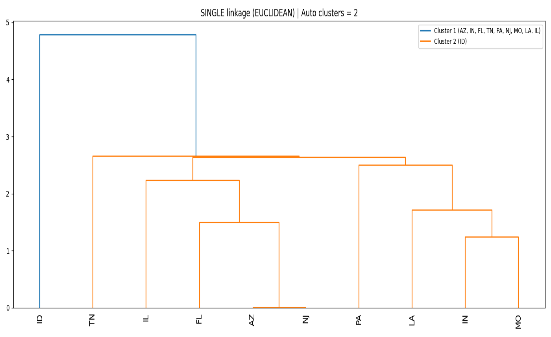 SINGLE linkage (EUCLIDEAN) | Auto clusters = 2
Cluster 1 (AZ, IN, FL, TN, PA, NJ, MO, LA, IL)
Cluster 2 (ID)
5
4
3
2
1
0
ID TN IL FL AZ NJ PA LA IN MO